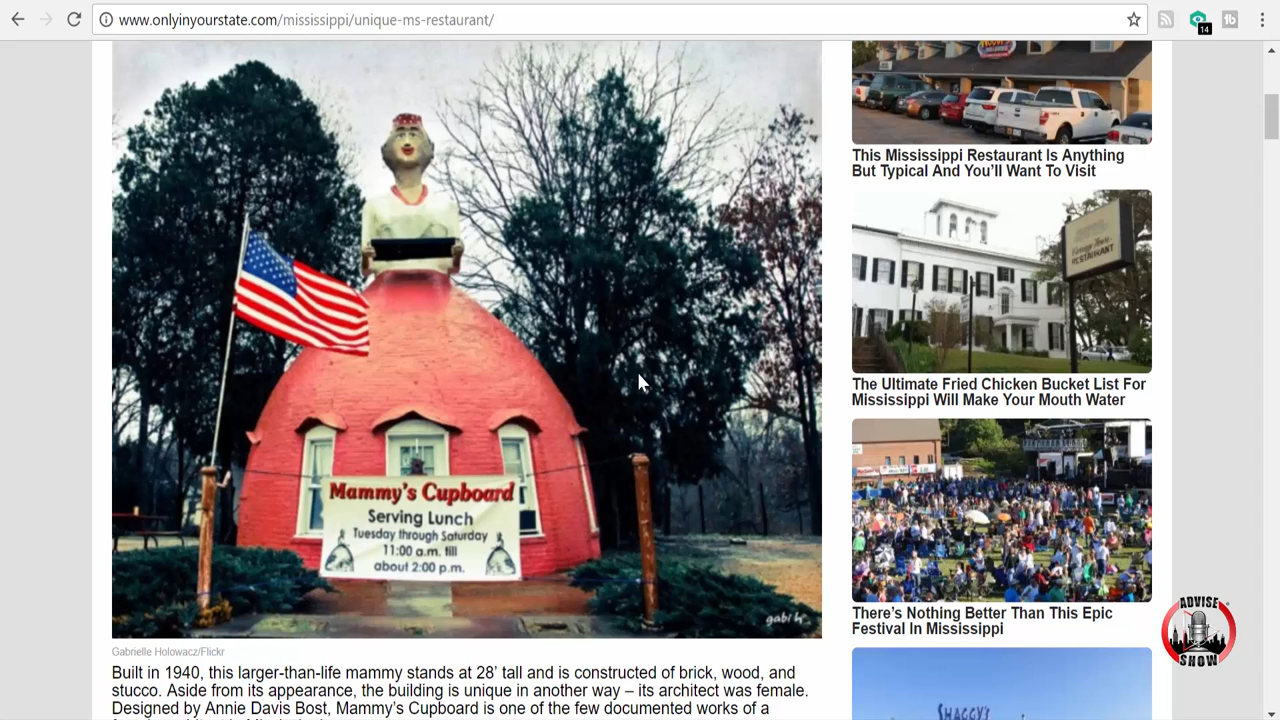 www.onlyinyourstate.com/mississippi/unique-ms-restaurant/
14
This Mississippi Restaurant Is Anything
But Typical And You'll Want To Visit
RESTAURANT
The Ultimate Fried Chicken Bucket List For
Mississippi Will Make Your Mouth Water
There's Nothing Better Than This Epic
Festival In Mississippi
SHAGGY'S
Mammy's Cupboard
Serving Lunch
Tuesday through Saturday
11:00 a.m. till
about 2:00 p.m.
gabi h
Gabrielle Holowacz/Flickr
Built in 1940, this larger-than-life mammy stands at 28' tall and is constructed of brick, wood, and
stucco. Aside from its appearance, the building is unique in another way – its architect was female.
Designed by Annie Davis Bost, Mammy's Cupboard is one of the few documented works of a
ADVISE
SHOW